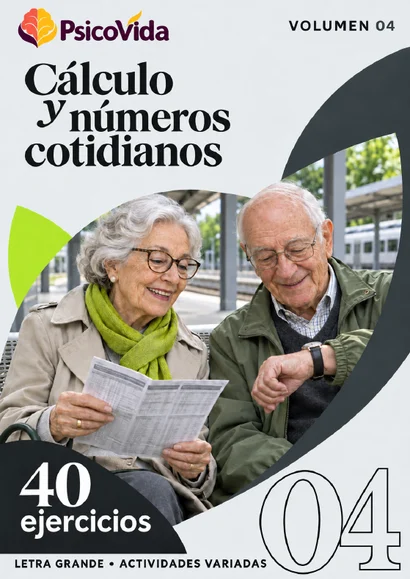 PsicoVida
VOLUMEN 04
Cálculo
y números
cotidianos
40
ejercicios
04
LETRA GRANDE • ACTIVIDADES VARIADAS